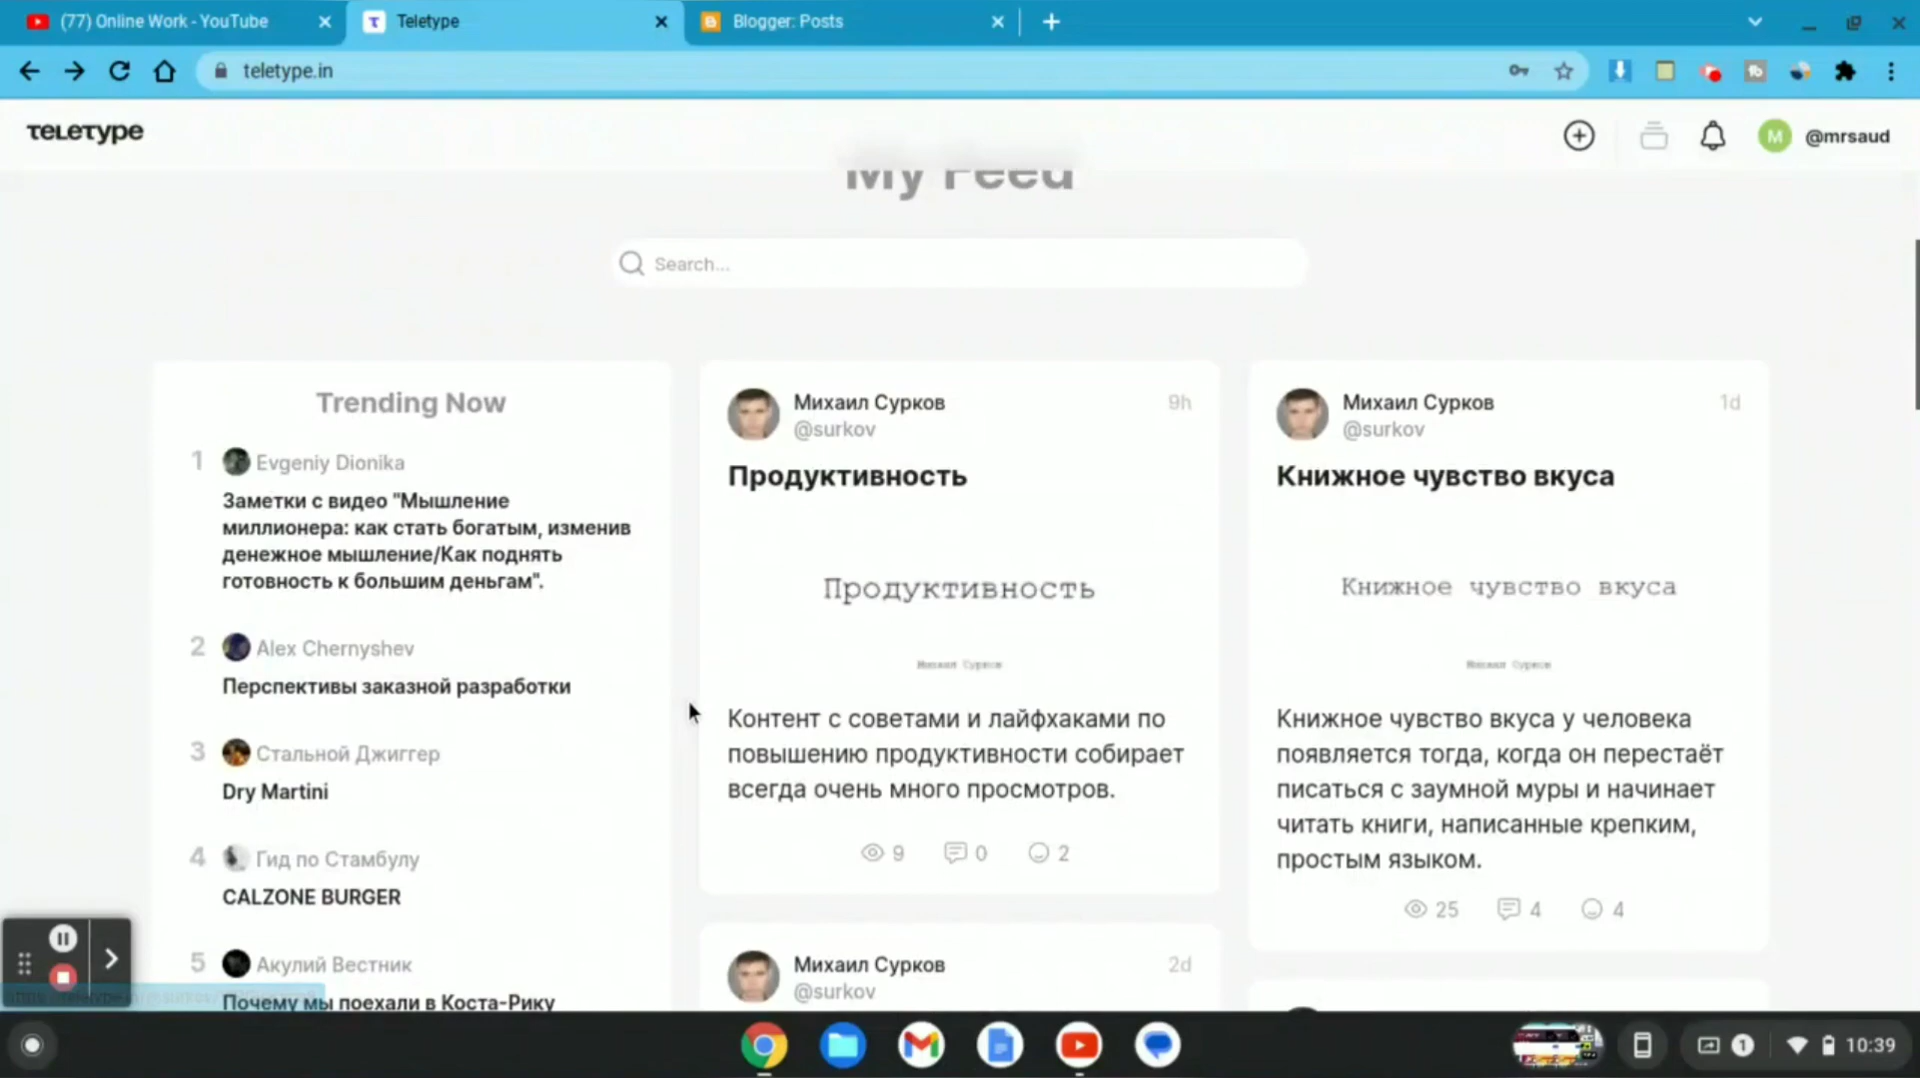 (77) Online Work - YouTube
Teletype
Blogger: Posts
teletype.in
TELETYPE
@mrsaud
My Feed
Search...
Trending Now
1 Evgeniy Dionika
Заметки с видео "Мышление
миллионера: как стать богатым, изменив
денежное мышление/Как поднять
готовность к большим деньгам".
2 Alex Chernyshev
Перспективы заказной разработки
3 Стальной Джиггер
Dry Martini
4 Гид по Стамбулу
CALZONE BURGER
5 Акулий Вестник
Почему мы поехали в Коста-Рику
Михаил Сурков 9h
@surkov
Продуктивность
Продуктивность
Михаил Сурков
Контент с советами и лайфхаками по
повышению продуктивности собирает
всегда очень много просмотров.
9 0 2
Михаил Сурков 2d
@surkov
Михаил Сурков 1d
@surkov
Книжное чувство вкуса
Книжное чувство вкуса
Михаил Сурков
Книжное чувство вкуса у человека
появляется тогда, когда он перестаёт
писаться с заумной муры и начинает
читать книги, написанные крепким,
простым языком.
25 4 4
1 10:39